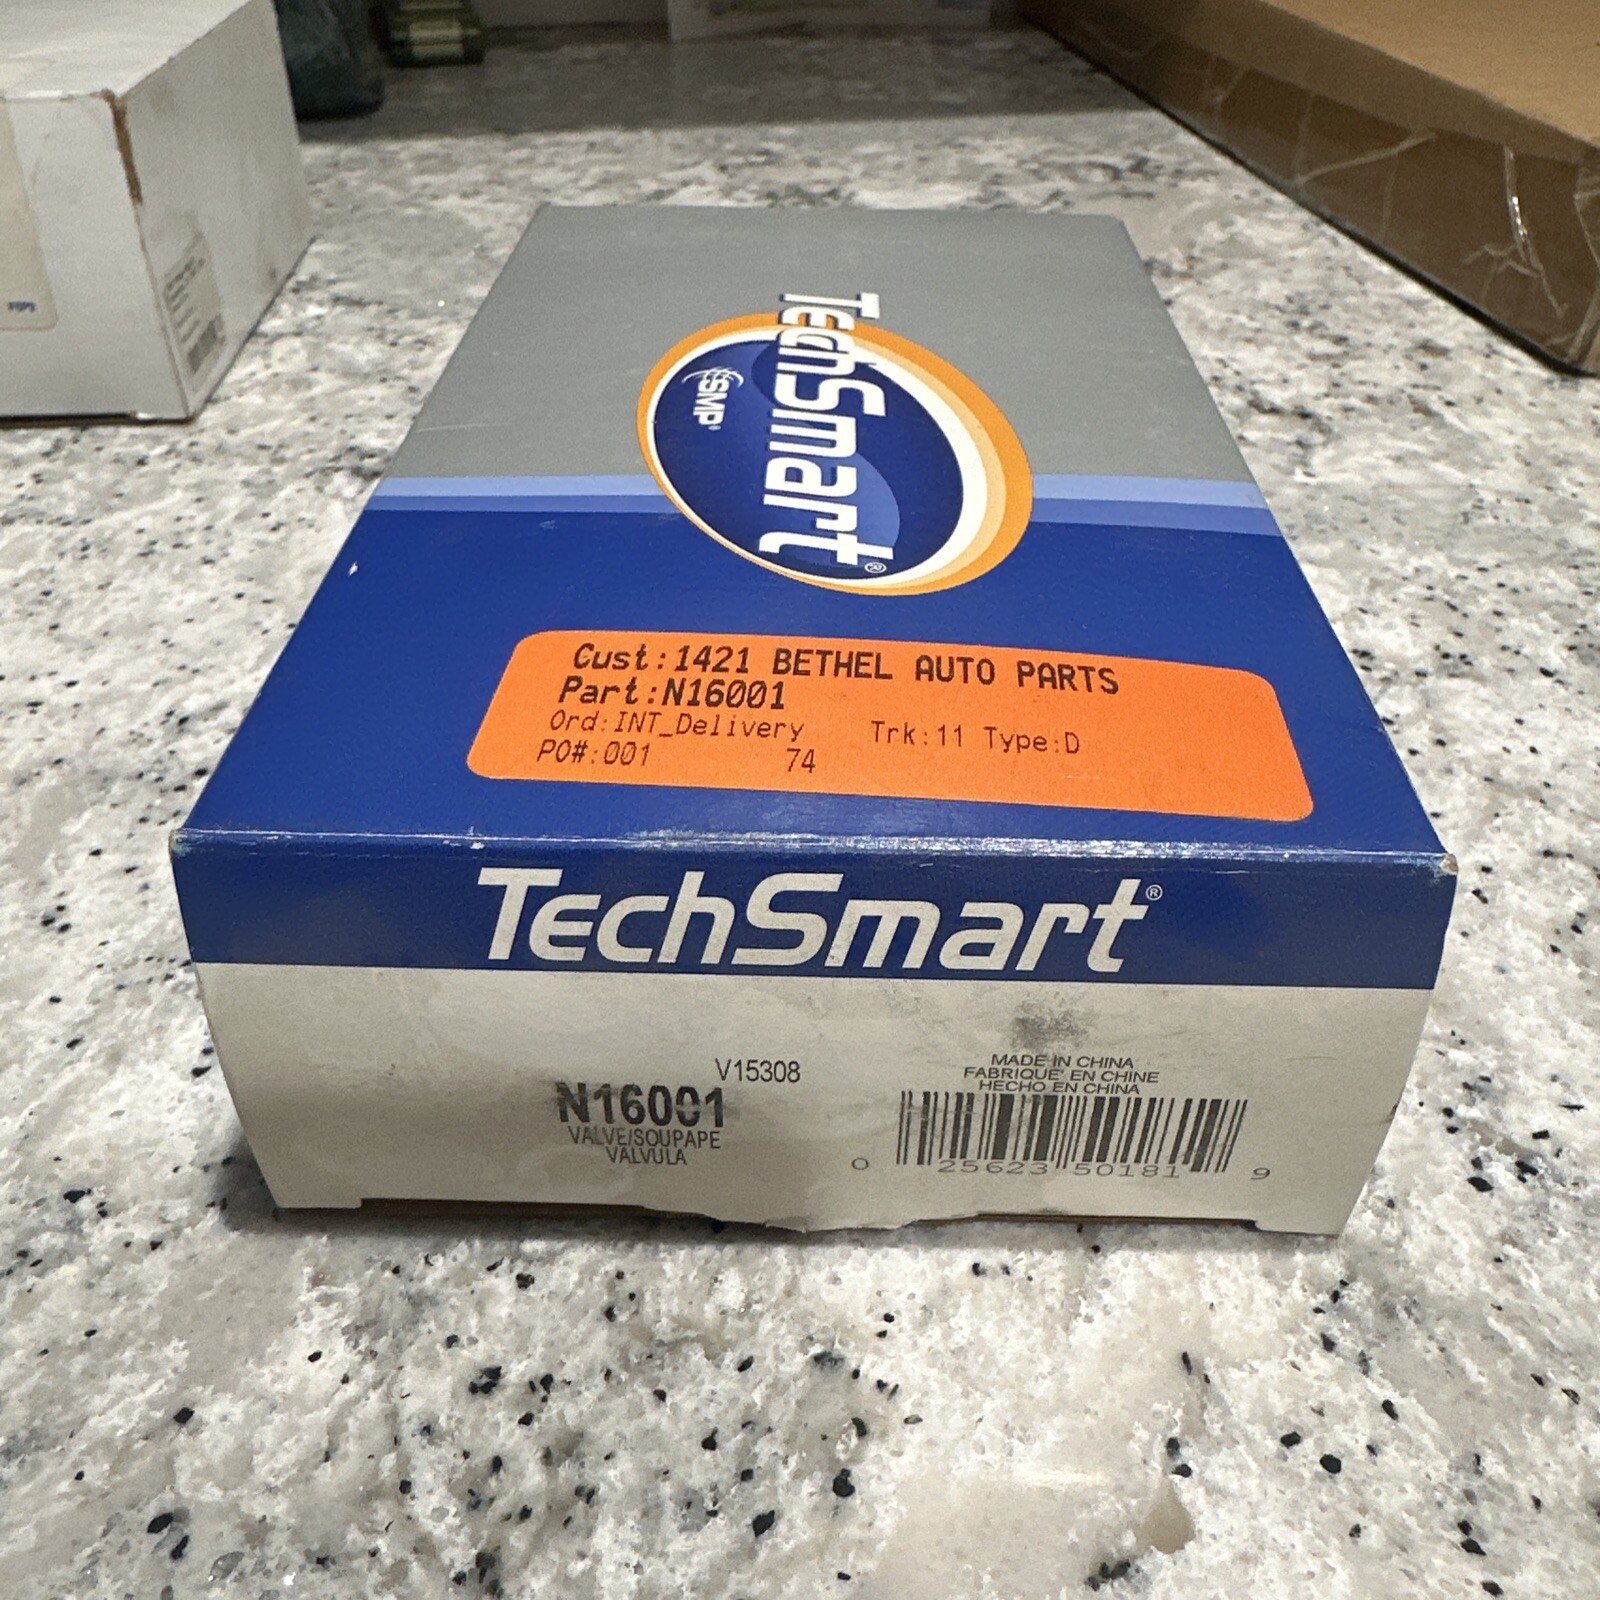 TechSmart®
SMP®
Cust:1421 BETHEL AUTO PARTS
Part:N16001
Ord:INT_Delivery Trk:11 Type:D
PO#:001 74
TechSmart®
V15308
N16001
VALVE/SOUPAPE
VALVULA
MADE IN CHINA
FABRIQUE' EN CHINE
HECHO EN CHINA
0 25623 50181 9